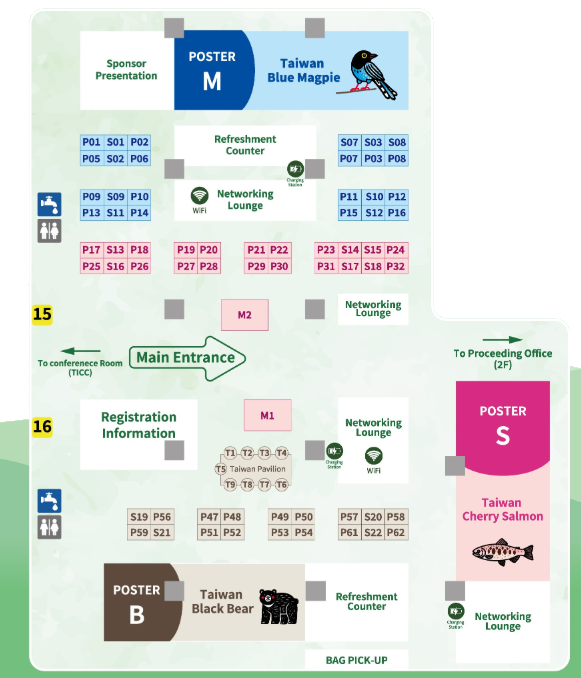 Sponsor
Presentation
POSTER
M
Taiwan
Blue Magpie
P01 S01 P02
P05 S02 P06
Refreshment
Counter
Charging
Station
S07 S03 S08
P07 P03 P08
P09 S09 P10
P13 S11 P14
WiFi
Networking
Lounge
P11 S10 P12
P15 S12 P16
P17 S13 P18
P25 S16 P26
P19 P20
P27 P28
P21 P22
P29 P30
P23 S14 S15 P24
P31 S17 S18 P32
15
M2
Networking
Lounge
To conferenece Room
(TICC)
Main Entrance
To Proceeding Office
(2F)
16
Registration
Information
M1
Networking
Lounge
Charging
Station
WiFi
POSTER
S
T1 T2 T3 T4
T5 Taiwan Pavilion
T9 T8 T7 T6
Taiwan
Cherry Salmon
S19 P56
P59 S21
P47 P48
P51 P52
P49 P50
P53 P54
P57 S20 P58
P61 S22 P62
POSTER
B
Taiwan
Black Bear
Refreshment
Counter
Charging
Station
Networking
Lounge
BAG PICK-UP